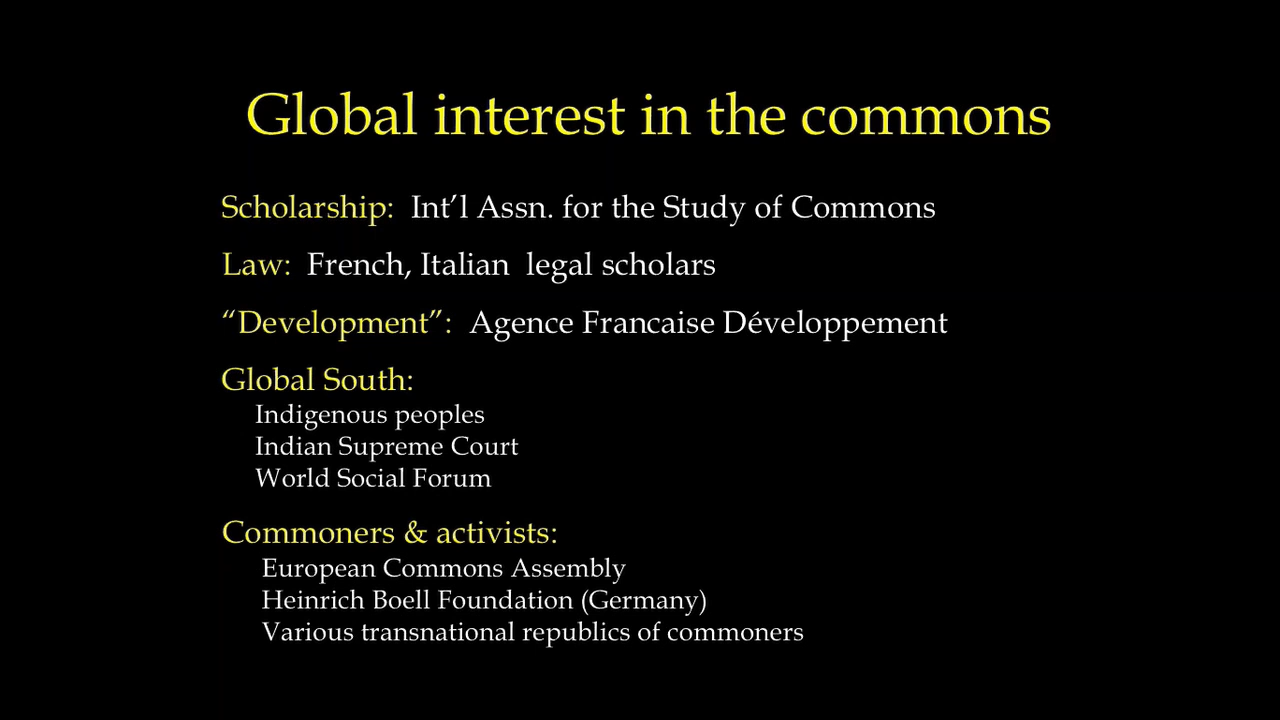 Global interest in the commons
Scholarship: Int’l Assn. for the Study of Commons
Law: French, Italian legal scholars
“Development”: Agence Francaise Développement
Global South:
Indigenous peoples
Indian Supreme Court
World Social Forum
Commoners & activists:
European Commons Assembly
Heinrich Boell Foundation (Germany)
Various transnational republics of commoners